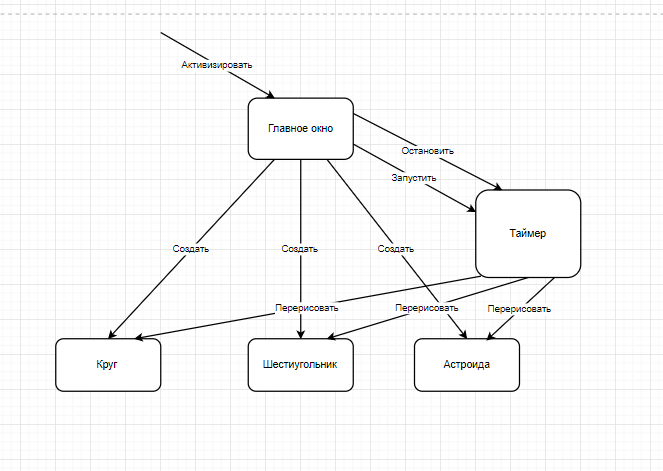 Активизировать
Главное окно
Остановить
Запустить
Таймер
Создать
Создать
Создать
Перерисовать
Перерисовать
Перерисовать
Круг
Шестиугольник
Астроида